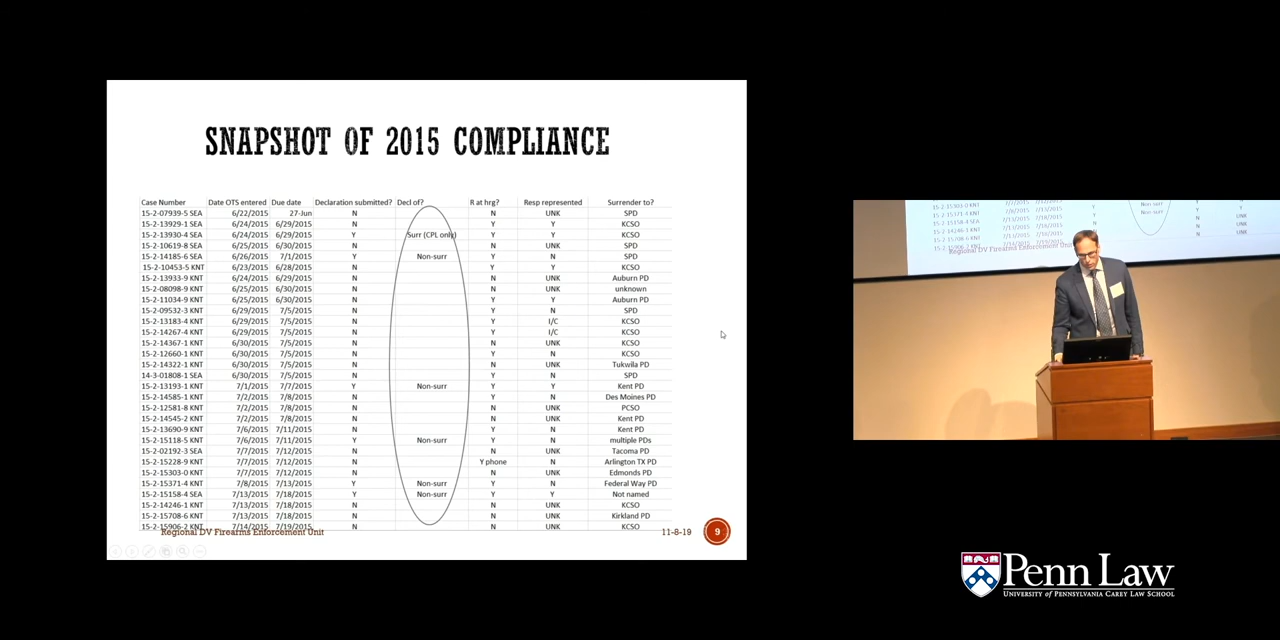 SNAPSHOT OF 2015 COMPLIANCE
Case Number Date OTS entered Due date Declaration submitted? Decl of? R at hrg? Resp represented Surrender to?
15-2-07939-5 SEA 6/22/2015 27-Jun N N UNK SPD
15-2-13929-1 SEA 6/24/2015 6/29/2015 N Y Y KCSO
15-2-13930-4 SEA 6/24/2015 6/29/2015 Y Surr (CPL only) Y Y KCSO
15-2-10619-8 SEA 6/25/2015 6/30/2015 N N UNK SPD
15-2-14185-6 SEA 6/26/2015 7/1/2015 Y Non-surr Y N SPD
15-2-10453-5 KNT 6/23/2015 6/28/2015 N Y Y KCSO
15-2-13933-9 KNT 6/24/2015 6/29/2015 N N UNK Auburn PD
15-2-08098-9 KNT 6/25/2015 6/30/2015 N N UNK unknown
15-2-11034-9 KNT 6/25/2015 6/30/2015 N Y Y Auburn PD
15-2-09532-3 KNT 6/29/2015 7/5/2015 N Y N SPD
15-2-13183-4 KNT 6/29/2015 7/5/2015 N Y I/C KCSO
15-2-14267-4 KNT 6/29/2015 7/5/2015 N Y I/C KCSO
15-2-14367-1 KNT 6/30/2015 7/5/2015 N N UNK KCSO
15-2-12660-1 KNT 6/30/2015 7/5/2015 N Y N KCSO
15-2-14322-1 KNT 6/30/2015 7/5/2015 N N UNK Tukwila PD
14-3-01808-1 SEA 6/30/2015 7/5/2015 N Y N SPD
15-2-13193-1 KNT 7/1/2015 7/7/2015 Y Non-surr Y Y Kent PD
15-2-14585-1 KNT 7/2/2015 7/8/2015 N Y N Des Moines PD
15-2-12581-8 KNT 7/2/2015 7/8/2015 N N UNK PCSO
15-2-14545-2 KNT 7/2/2015 7/8/2015 N N UNK Kent PD
15-2-13690-9 KNT 7/6/2015 7/11/2015 N Y N Kent PD
15-2-15118-5 KNT 7/6/2015 7/11/2015 Y Non-surr Y N multiple PDs
15-2-02192-3 SEA 7/7/2015 7/12/2015 N N UNK Tacoma PD
15-2-15228-9 KNT 7/7/2015 7/12/2015 N Y phone N Arlington TX PD
15-2-15303-0 KNT 7/7/2015 7/12/2015 N N UNK Edmonds PD
15-2-15371-4 KNT 7/8/2015 7/13/2015 Y Non-surr Y N Federal Way PD
15-2-15158-4 SEA 7/13/2015 7/18/2015 Y Non-surr Y Y Not named
15-2-14246-1 KNT 7/13/2015 7/18/2015 N N UNK KCSO
15-2-15708-6 KNT 7/13/2015 7/18/2015 N N UNK Kirkland PD
15-2-15906-2 KNT 7/14/2015 7/19/2015 N N UNK KCSO
Regional DV Firearms Enforcement Unit 11-8-19 9
Regional DV Firearms Enforcement Unit
Penn Law
UNIVERSITY of PENNSYLVANIA CAREY LAW SCHOOL